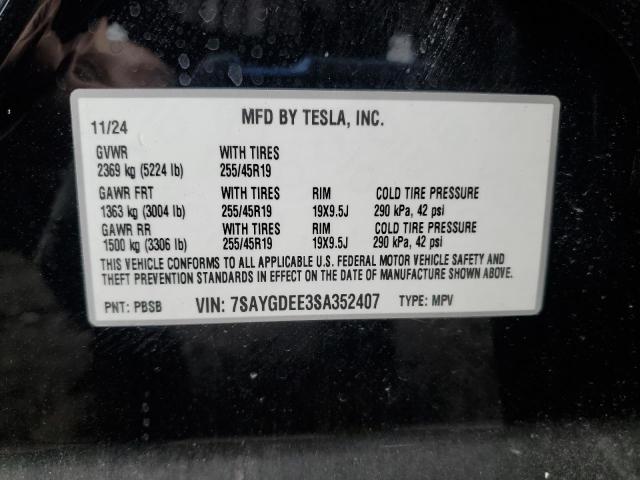 MFD BY TESLA, INC.
11/24
GVWR WITH TIRES
2369 kg (5224 lb) 255/45R19
GAWR FRT WITH TIRES RIM COLD TIRE PRESSURE
1363 kg (3004 lb) 255/45R19 19X9.5J 290 kPa, 42 psi
GAWR RR WITH TIRES RIM COLD TIRE PRESSURE
1500 kg (3306 lb) 255/45R19 19X9.5J 290 kPa, 42 psi
THIS VEHICLE CONFORMS TO ALL APPLICABLE U.S. FEDERAL MOTOR VEHICLE SAFETY AND
THEFT PREVENTION STANDARDS IN EFFECT ON THE DATE OF MANUFACTURE SHOWN ABOVE.
PNT: PBSB VIN: 7SAYGDEE3SA352407 TYPE: MPV